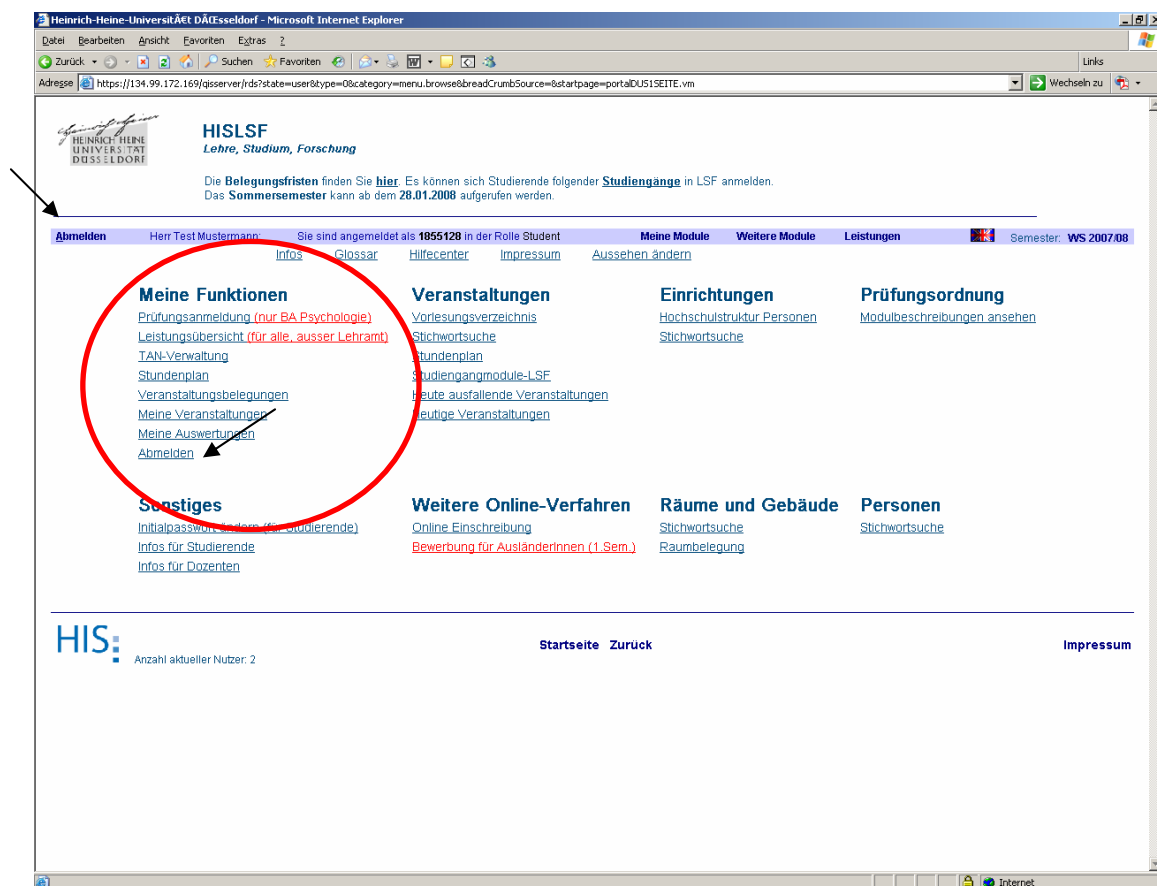 Heinrich-Heine-UniversitÃ€t DÃŒsseldorf - Microsoft Internet Explorer
Datei Bearbeiten Ansicht Favoriten Extras ?
Zurück Suchen Favoriten Links
Adresse https://134.99.172.169/qisserver/rds?state=user&type=0&category=menu.browse&breadCrumbSource=&startpage=portalDUS1SEITE.vm Wechseln zu
HEINRICH HEINE
UNIVERSITÄT
DÜSSELDORF
HISLSF
Lehre, Studium, Forschung
Die Belegungsfristen finden Sie hier. Es können sich Studierende folgender Studiengänge in LSF anmelden.
Das Sommersemester kann ab dem 28.01.2008 aufgerufen werden.
Abmelden Herr Test Mustermann: Sie sind angemeldet als 1855128 in der Rolle Student Meine Module Weitere Module Leistungen Semester: WS 2007/08
Infos Glossar Hilfecenter Impressum Aussehen ändern
Meine Funktionen
Prüfungsanmeldung (nur BA Psychologie)
Leistungsübersicht (für alle, ausser Lehramt)
TAN-Verwaltung
Stundenplan
Veranstaltungsbelegungen
Meine Veranstaltungen
Meine Auswertungen
Abmelden
Veranstaltungen
Vorlesungsverzeichnis
Stichwortsuche
Stundenplan
Studiengangmodule-LSF
Heute ausfallende Veranstaltungen
Heutige Veranstaltungen
Einrichtungen
Hochschulstruktur Personen
Stichwortsuche
Prüfungsordnung
Modulbeschreibungen ansehen
Sonstiges
Initialpasswort ändern (für Studierende)
Infos für Studierende
Infos für Dozenten
Weitere Online-Verfahren
Online Einschreibung
Bewerbung für AusländerInnen (1.Sem.)
Räume und Gebäude
Stichwortsuche
Raumbelegung
Personen
Stichwortsuche
HIS:
Anzahl aktueller Nutzer: 2
Startseite Zurück
Impressum
Internet